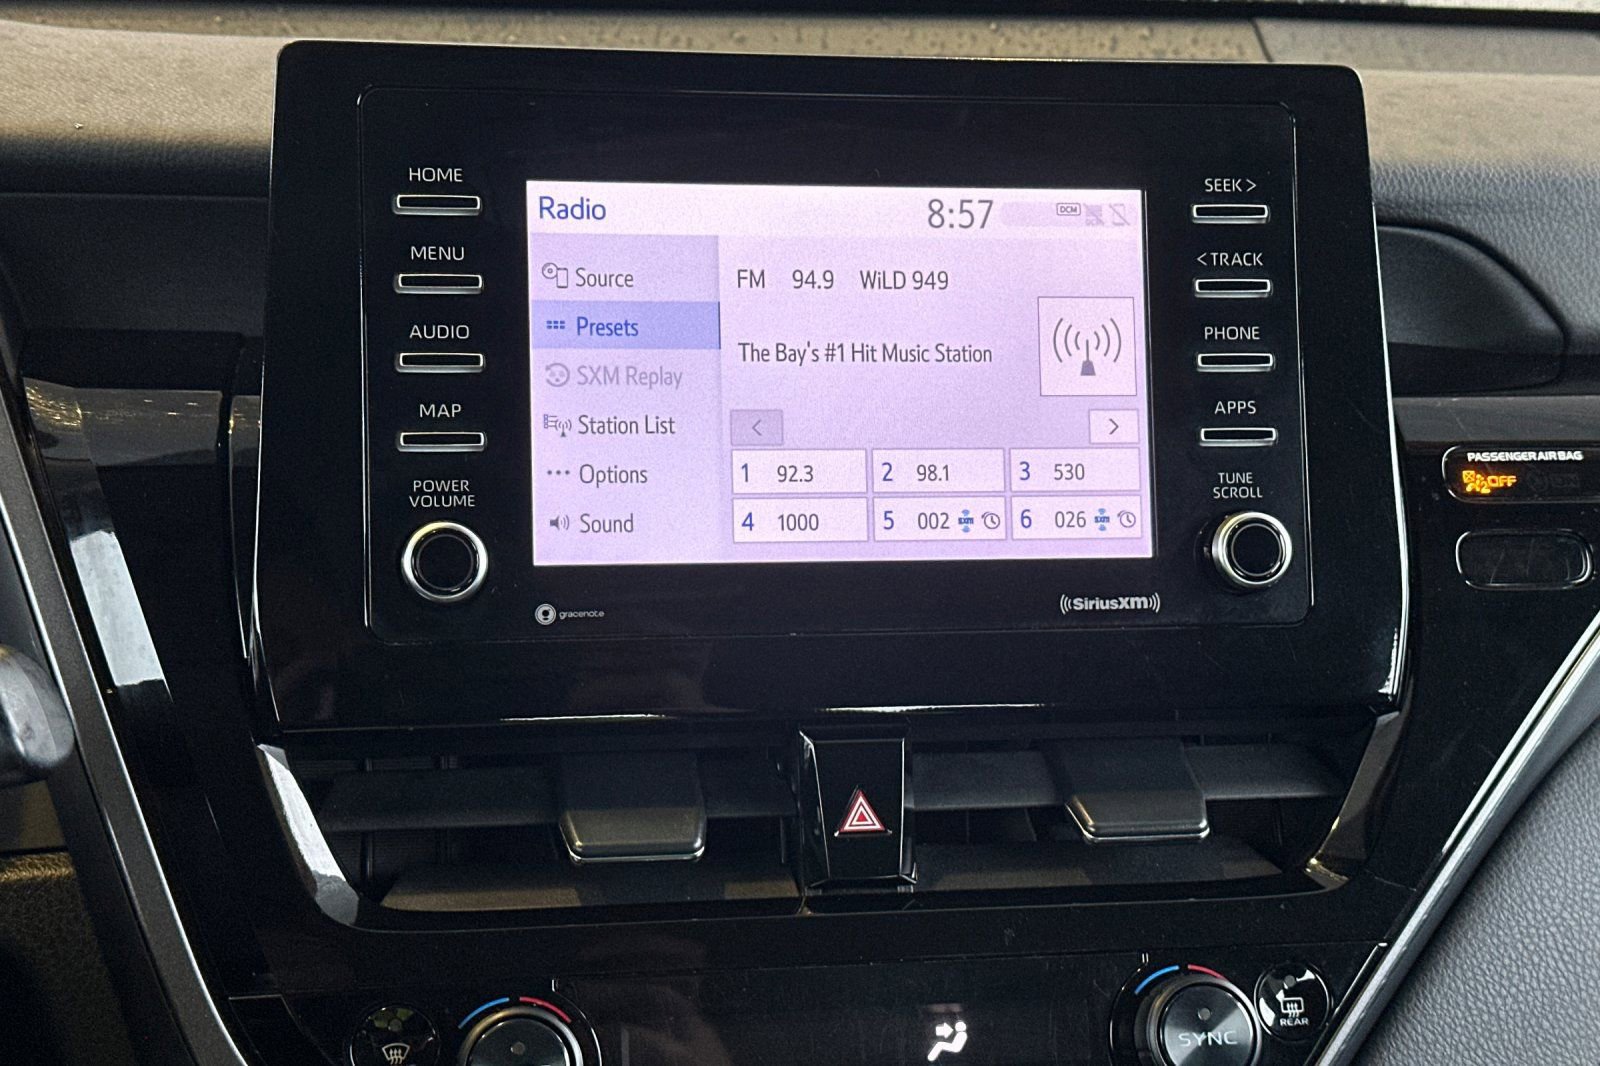 HOME
MENU
AUDIO
MAP
POWER
VOLUME
Radio
8:57
DCM
Source
Presets
SXM Replay
Station List
Options
Sound
FM 94.9 WiLD 949
The Bay's #1 Hit Music Station
<
>
1 92.3
2 98.1
3 530
4 1000
5 002 SXM
6 026 SXM
gracenote
((SiriusXM))
SEEK >
< TRACK
PHONE
APPS
TUNE
SCROLL
PASSENGER AIR BAG
OFF
SYNC
REAR